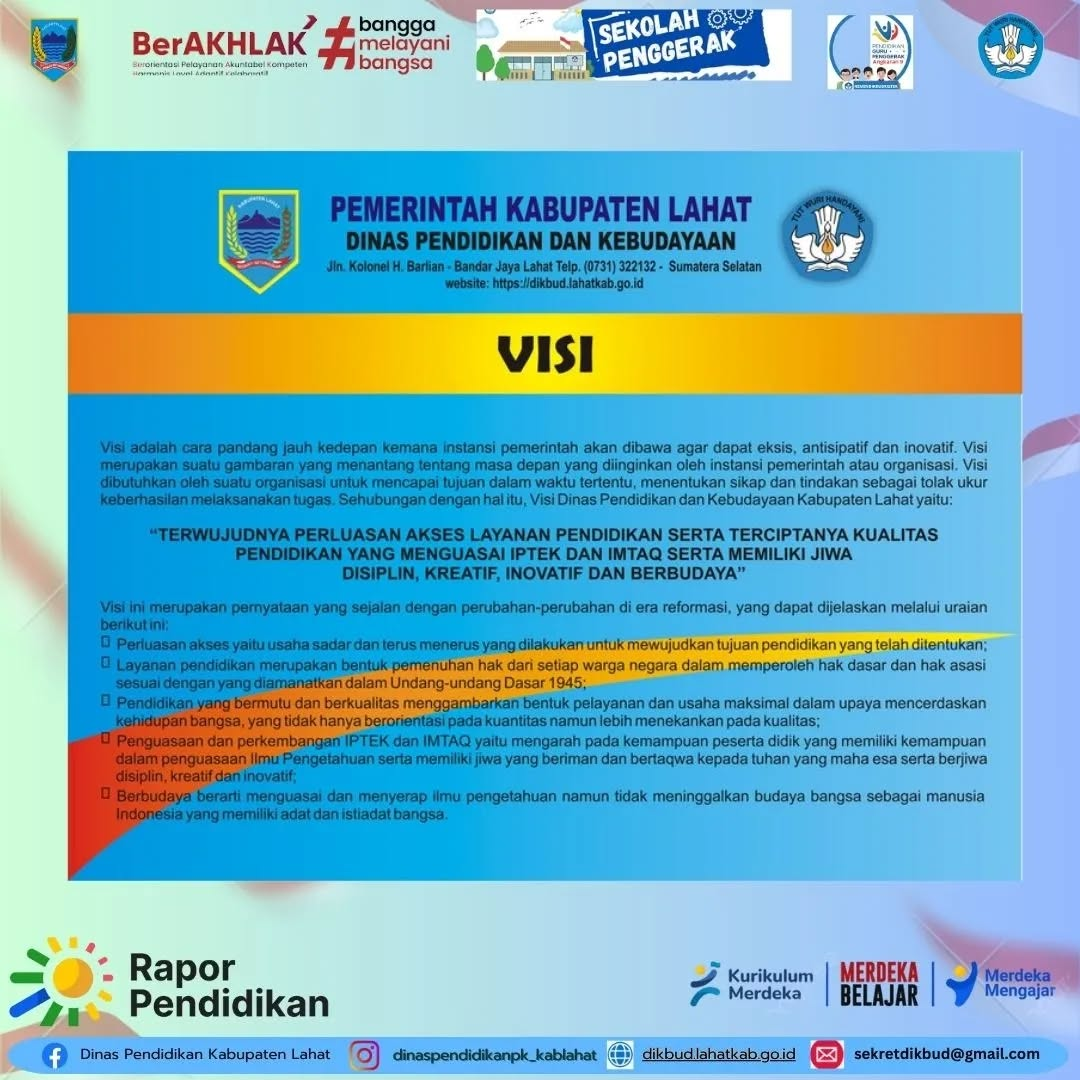 BerAKHLAK
Berorientasi Pelayanan Akuntabel Kompeten
Harmonis Loyal Adaptif Kolaboratif
#bangga
melayani
bangsa
SEKOLAH
PENGGERAK
PENDIDIKAN
GURU
PENGGERAK
Angkatan 9
KABUPATEN LAHAT
TUT WURI HANDAYANI
PEMERINTAH KABUPATEN LAHAT
DINAS PENDIDIKAN DAN KEBUDAYAAN
Jln. Kolonel H. Barlian - Bandar Jaya Lahat Telp. (0731) 322132 - Sumatera Selatan
website: https://dikbud.lahatkab.go.id
TUT WURI HANDAYANI
VISI
Visi adalah cara pandang jauh kedepan kemana instansi pemerintah akan dibawa agar dapat eksis, antisipatif dan inovatif. Visi
merupakan suatu gambaran yang menantang tentang masa depan yang diinginkan oleh instansi pemerintah atau organisasi. Visi
dibutuhkan oleh suatu organisasi untuk mencapai tujuan dalam waktu tertentu, menentukan sikap dan tindakan sebagai tolak ukur
keberhasilan melaksanakan tugas. Sehubungan dengan hal itu, Visi Dinas Pendidikan dan Kebudayaan Kabupaten Lahat yaitu:
“TERWUJUDNYA PERLUASAN AKSES LAYANAN PENDIDIKAN SERTA TERCIPTANYA KUALITAS
PENDIDIKAN YANG MENGUASAI IPTEK DAN IMTAQ SERTA MEMILIKI JIWA
DISIPLIN, KREATIF, INOVATIF DAN BERBUDAYA”
Visi ini merupakan pernyataan yang sejalan dengan perubahan-perubahan di era reformasi, yang dapat dijelaskan melalui uraian
berikut ini:
Perluasan akses yaitu usaha sadar dan terus menerus yang dilakukan untuk mewujudkan tujuan pendidikan yang telah ditentukan;
Layanan pendidikan merupakan bentuk pemenuhan hak dari setiap warga negara dalam memperoleh hak dasar dan hak asasi
sesuai dengan yang diamanatkan dalam Undang-undang Dasar 1945;
Pendidikan yang bermutu dan berkualitas menggambarkan bentuk pelayanan dan usaha maksimal dalam upaya mencerdaskan
kehidupan bangsa, yang tidak hanya berorientasi pada kuantitas namun lebih menekankan pada kualitas;
Penguasaan dan perkembangan IPTEK dan IMTAQ yaitu mengarah pada kemampuan peserta didik yang memiliki kemampuan
dalam penguasaan Ilmu Pengetahuan serta memiliki jiwa yang beriman dan bertaqwa kepada tuhan yang maha esa serta berjiwa
disiplin, kreatif dan inovatif;
Berbudaya berarti menguasai dan menyerap ilmu pengetahuan namun tidak meninggalkan budaya bangsa sebagai manusia
Indonesia yang memiliki adat dan istiadat bangsa.
Rapor
Pendidikan
Kurikulum
Merdeka
MERDEKA
BELAJAR
Merdeka
Mengajar
Dinas Pendidikan Kabupaten Lahat
dinaspendidikanpk_kablahat
dikbud.lahatkab.go.id
sekretdikbud@gmail.com